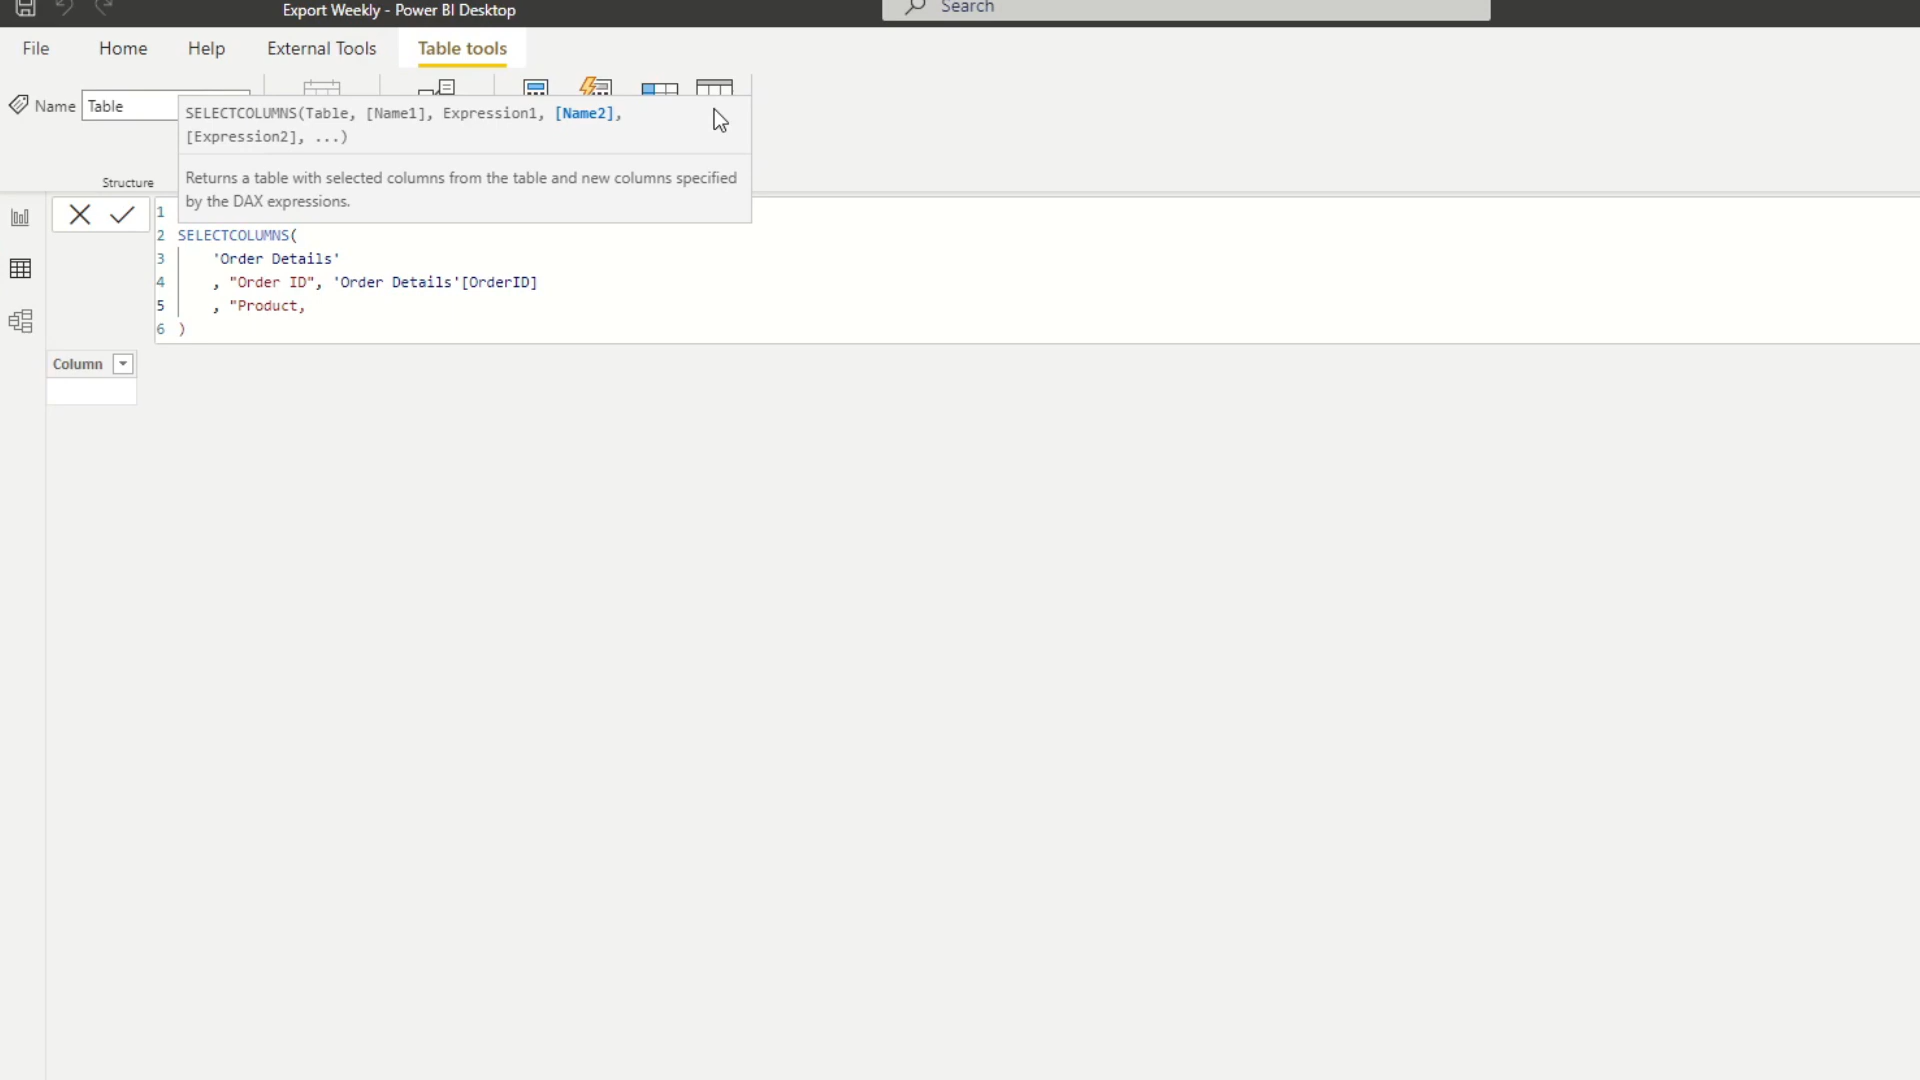 Export Weekly - Power BI Desktop
Search
File Home Help External Tools Table tools
Name Table
SELECTCOLUMNS(Table, [Name1], Expression1, [Name2],
[Expression2], ...)
Returns a table with selected columns from the table and new columns specified
by the DAX expressions.
Structure
1
2 SELECTCOLUMNS(
3 'Order Details'
4 , "Order ID", 'Order Details'[OrderID]
5 , "Product,
6 )
Column